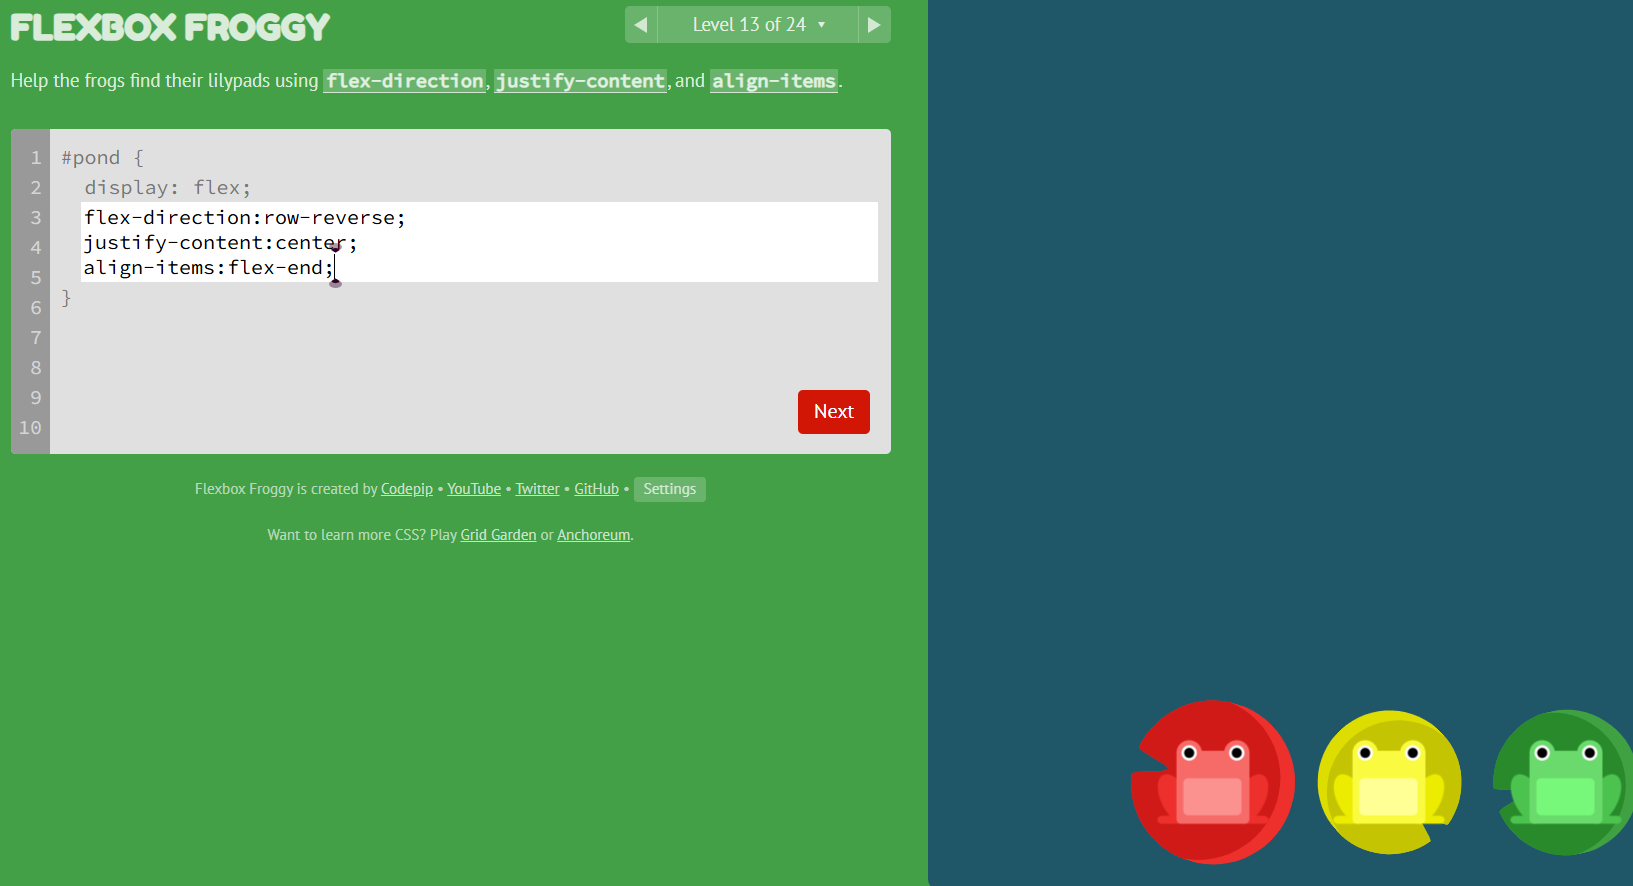 FLEXBOX FROGGY
◀ Level 13 of 24 ▼ ▶
Help the frogs find their lilypads using flex-direction, justify-content, and align-items.
1 #pond {
2 display: flex;
3 flex-direction:row-reverse;
4 justify-content:center;
5 align-items:flex-end;
6 }
7
8
9
10
Next
Flexbox Froggy is created by Codepip • YouTube • Twitter • GitHub • Settings
Want to learn more CSS? Play Grid Garden or Anchoreum.